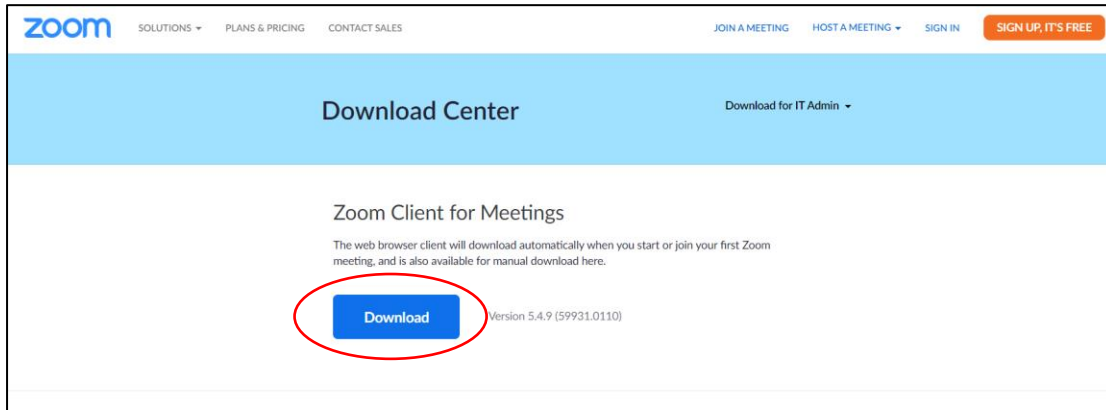 zoom SOLUTIONS PLANS & PRICING CONTACT SALES JOIN A MEETING HOST A MEETING SIGN IN SIGN UP, IT'S FREE
Download Center Download for IT Admin
Zoom Client for Meetings
The web browser client will download automatically when you start or join your first Zoom
meeting, and is also available for manual download here.
Download Version 5.4.9 (59931.0110)